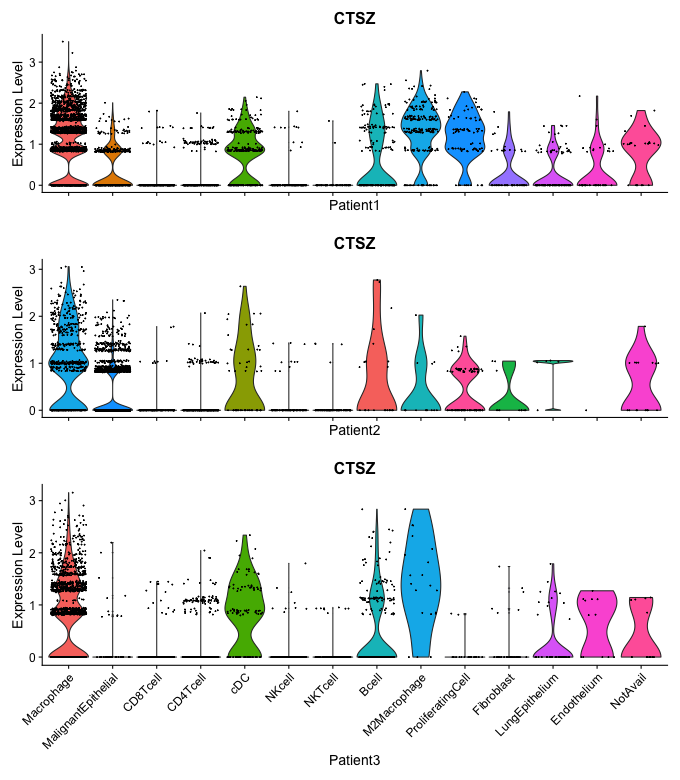 CTSZ
Expression Level
3
2
1
0
Patient1
CTSZ
Expression Level
3
2
1
0
Patient2
CTSZ
Expression Level
3
2
1
0
Macrophage
MalignantEpithelial
CD8Tcell
CD4Tcell
cDC
NKcell
NKTcell
Bcell
M2Macrophage
ProliferatingCell
Fibroblast
LungEpithelium
Endothelium
NotAvail
Patient3